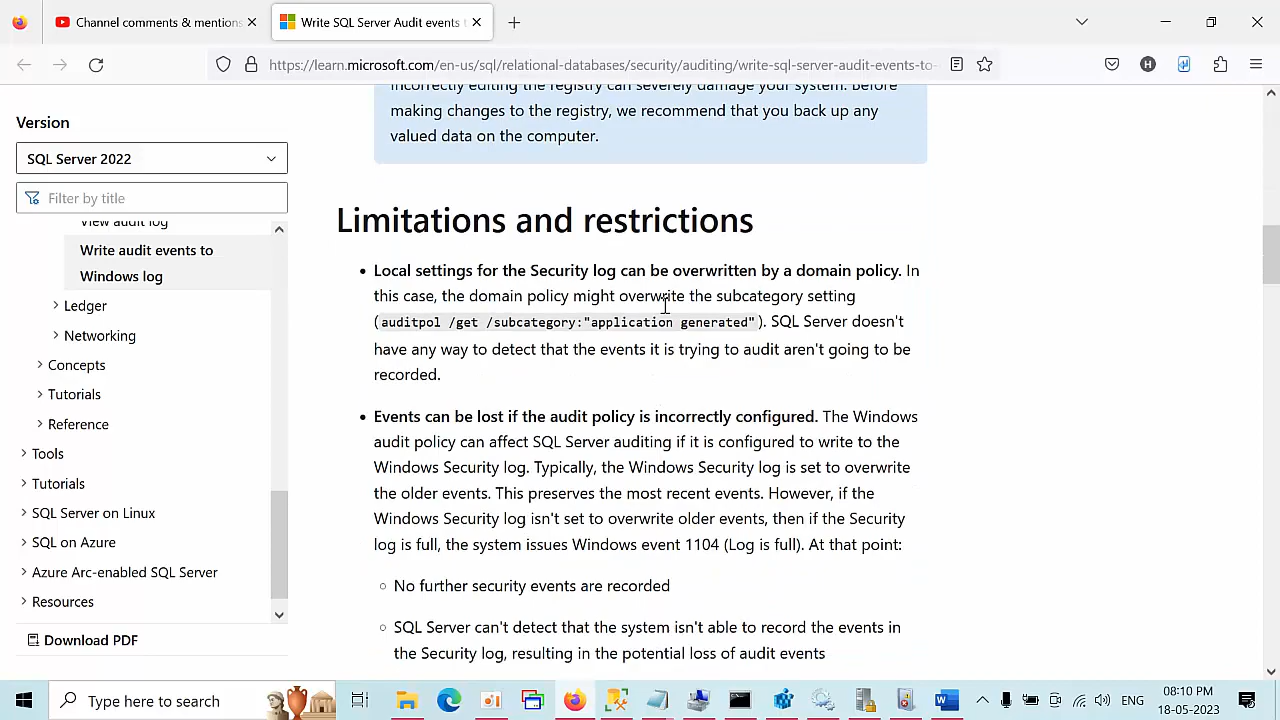 Channel comments & mentions
Write SQL Server Audit events t
https://learn.microsoft.com/en-us/sql/relational-databases/security/auditing/write-sql-server-audit-events-to-
H
Version
SQL Server 2022
Filter by title
View audit log
Write audit events to
Windows log
Ledger
Networking
Concepts
Tutorials
Reference
Tools
Tutorials
SQL Server on Linux
SQL on Azure
Azure Arc-enabled SQL Server
Resources
Download PDF
incorrectly editing the registry can severely damage your system. Before
making changes to the registry, we recommend that you back up any
valued data on the computer.
Limitations and restrictions
• Local settings for the Security log can be overwritten by a domain policy. In
this case, the domain policy might overwrite the subcategory setting
(auditpol /get /subcategory:"application generated"). SQL Server doesn't
have any way to detect that the events it is trying to audit aren't going to be
recorded.
• Events can be lost if the audit policy is incorrectly configured. The Windows
audit policy can affect SQL Server auditing if it is configured to write to the
Windows Security log. Typically, the Windows Security log is set to overwrite
the older events. This preserves the most recent events. However, if the
Windows Security log isn't set to overwrite older events, then if the Security
log is full, the system issues Windows event 1104 (Log is full). At that point:
○ No further security events are recorded
○ SQL Server can't detect that the system isn't able to record the events in
the Security log, resulting in the potential loss of audit events
Type here to search
ENG
08:10 PM
18-05-2023